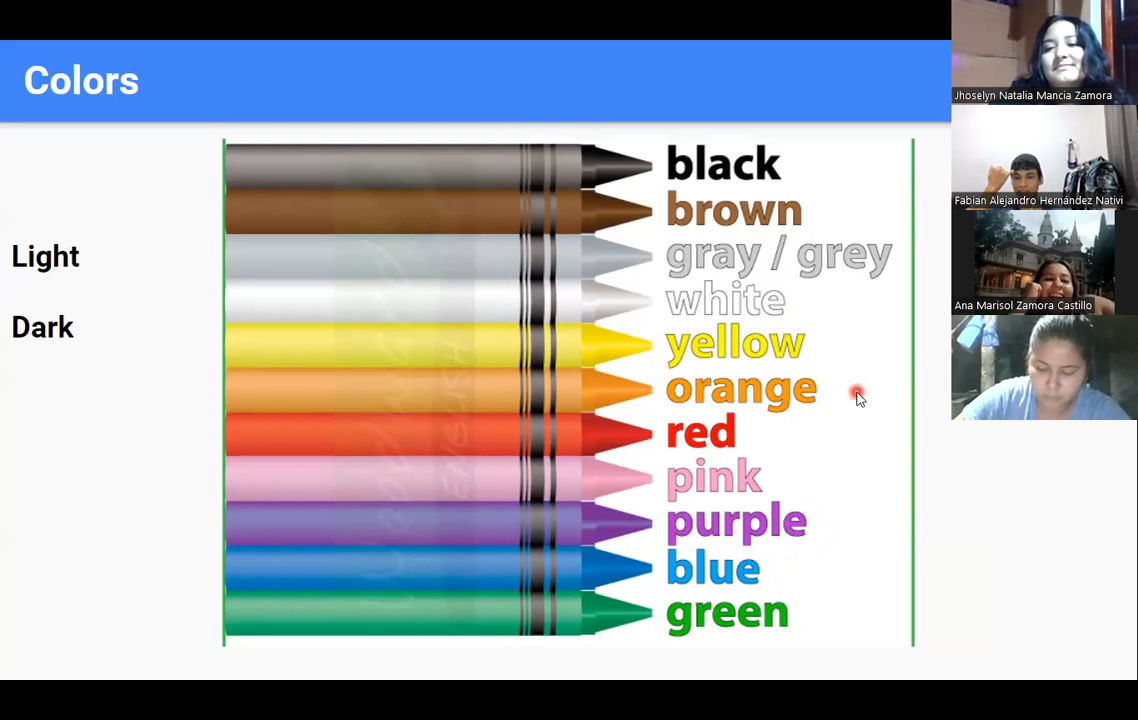 Colors
Light
Dark
black
brown
gray / grey
white
yellow
orange
red
pink
purple
blue
green
Jhoselyn Natalia Mancia Zamora
Fabian Alejandro Hernández Nativi
Ana Marisol Zamora Castillo